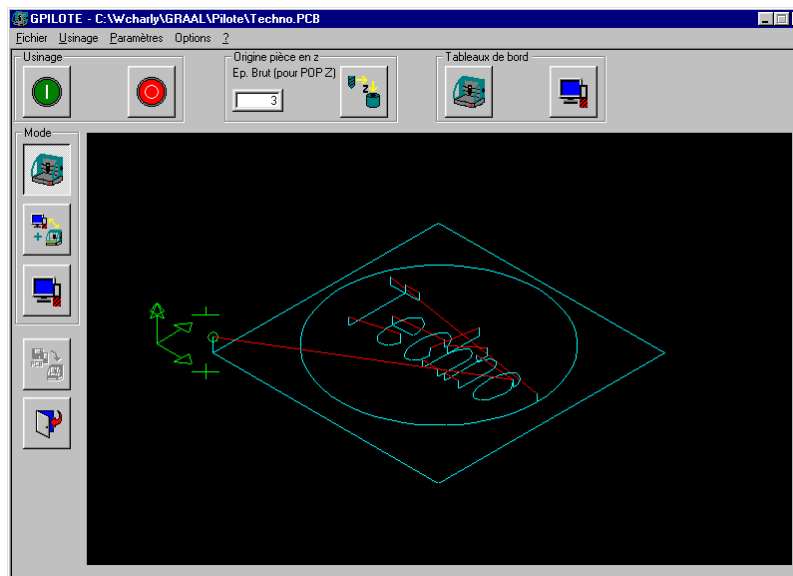 GPILOTE - C:\Wcharly\GRAAL\Pilote\Techno.PCB
Fichier Usinage Paramètres Options ?
Usinage
Origine pièce en z
Ep. Brut (pour POP Z)
3
z
Tableaux de bord
Mode
PCB
Techno